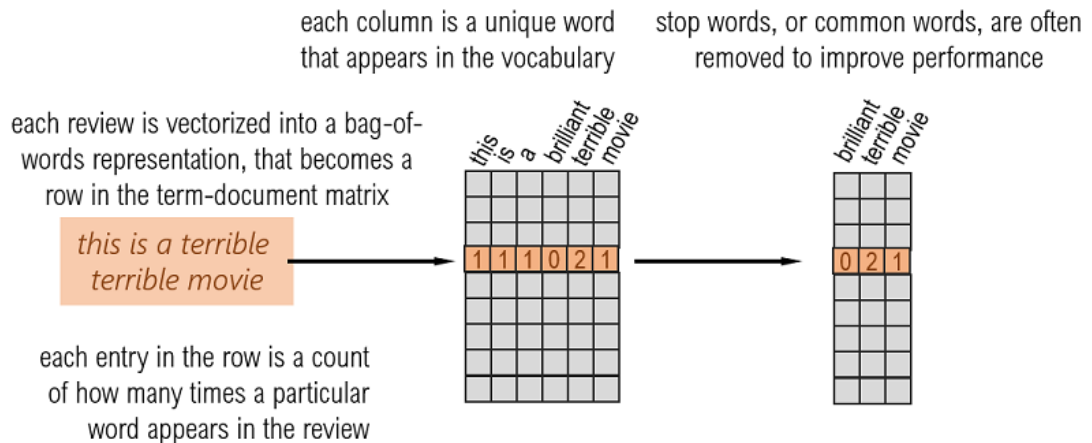 each column is a unique word
that appears in the vocabulary
stop words, or common words, are often
removed to improve performance
each review is vectorized into a bag-of-
words representation, that becomes a
row in the term-document matrix
this is a terrible
terrible movie
this
is
a
brilliant
terrible
movie
1 1 1 0 2 1
brilliant
terrible
movie
0 2 1
each entry in the row is a count
of how many times a particular
word appears in the review